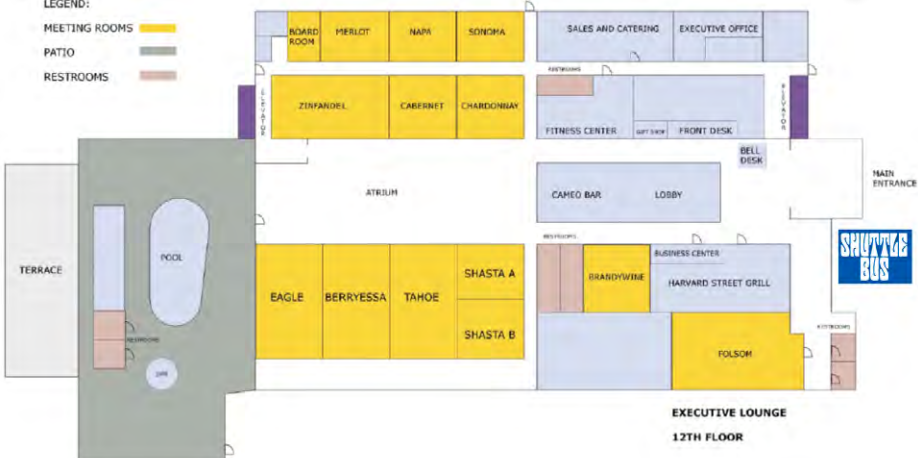 LEGEND:
MEETING ROOMS
PATIO
RESTROOMS
BOARD
ROOM
MERLOT
NAPA
SONOMA
SALES AND CATERING
EXECUTIVE OFFICE
RESTROOMS
ELEVATOR
ZINFANDEL
CABERNET
CHARDONNAY
FITNESS CENTER
GIFT SHOP
FRONT DESK
ELEVATOR
BELL
DESK
MAIN
ENTRANCE
ATRIUM
CAMEO BAR
LOBBY
SHUTTLE
BUS
TERRACE
POOL
RESTROOMS
SPA
EAGLE
BERRYESSA
TAHOE
SHASTA A
SHASTA B
RESTROOMS
BRANDYWINE
BUSINESS CENTER
HARVARD STREET GRILL
FOLSOM
RESTROOMS
EXECUTIVE LOUNGE
12TH FLOOR